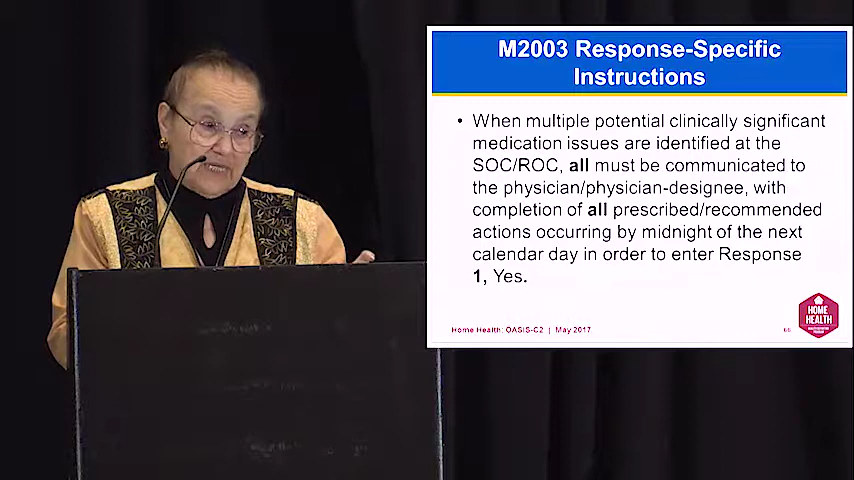 M2003 Response-Specific
Instructions
• When multiple potential clinically significant
medication issues are identified at the
SOC/ROC, all must be communicated to
the physician/physician-designee, with
completion of all prescribed/recommended
actions occurring by midnight of the next
calendar day in order to enter Response
1, Yes.
Home Health: OASIS-C2 | May 2017
HOME
HEALTH